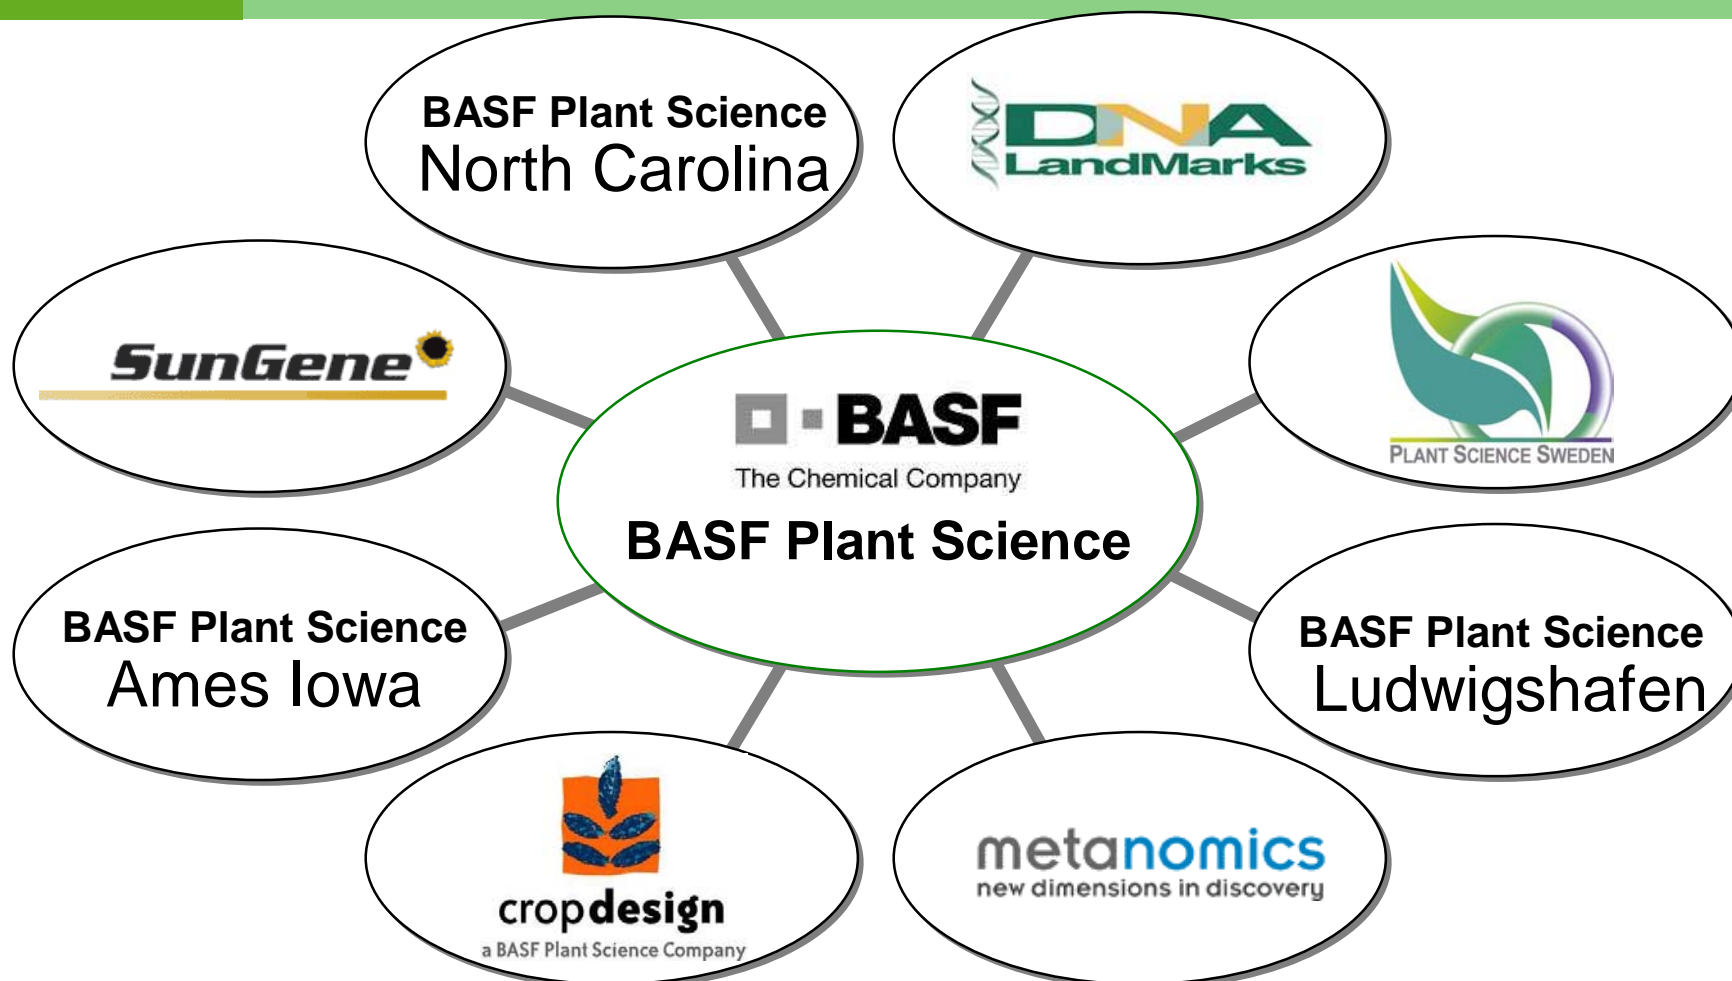 BASF Plant Science
North Carolina
DNA
LandMarks
SunGene
PLANT SCIENCE SWEDEN
BASF
The Chemical Company
BASF Plant Science
BASF Plant Science
Ames Iowa
BASF Plant Science
Ludwigshafen
cropdesign
a BASF Plant Science Company
metanomics
new dimensions in discovery